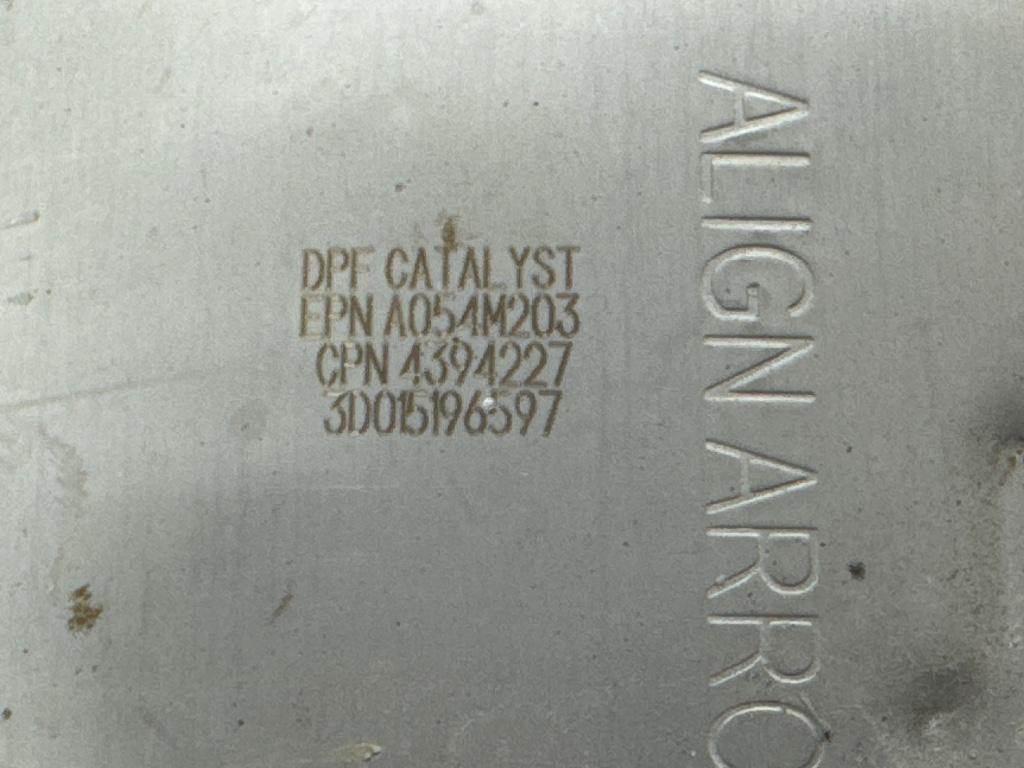 DPF CATALYST
EPN A054M203
CPN 4394227
3D015196597
ALIGN ARRO